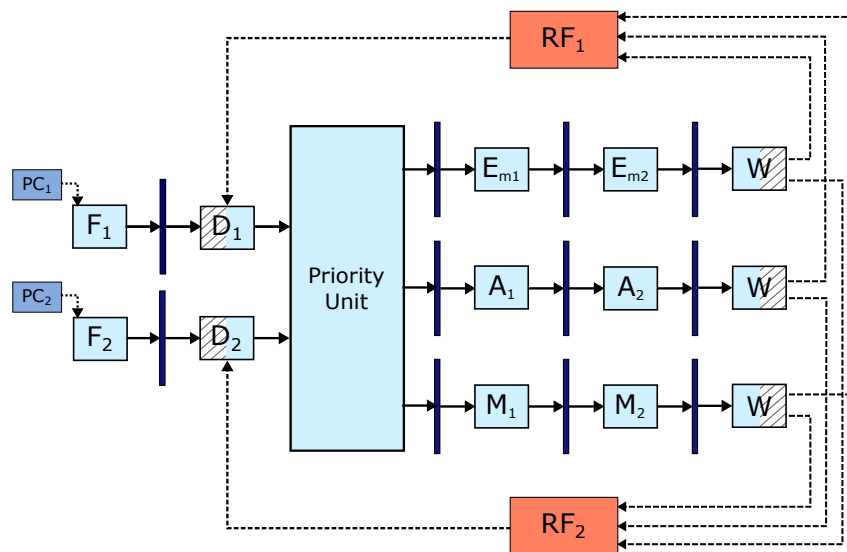 RF₁
PC₁
F₁
D₁
Priority
Unit
Eₘ₁
Eₘ₂
W
PC₂
F₂
D₂
A₁
A₂
W
M₁
M₂
W
RF₂